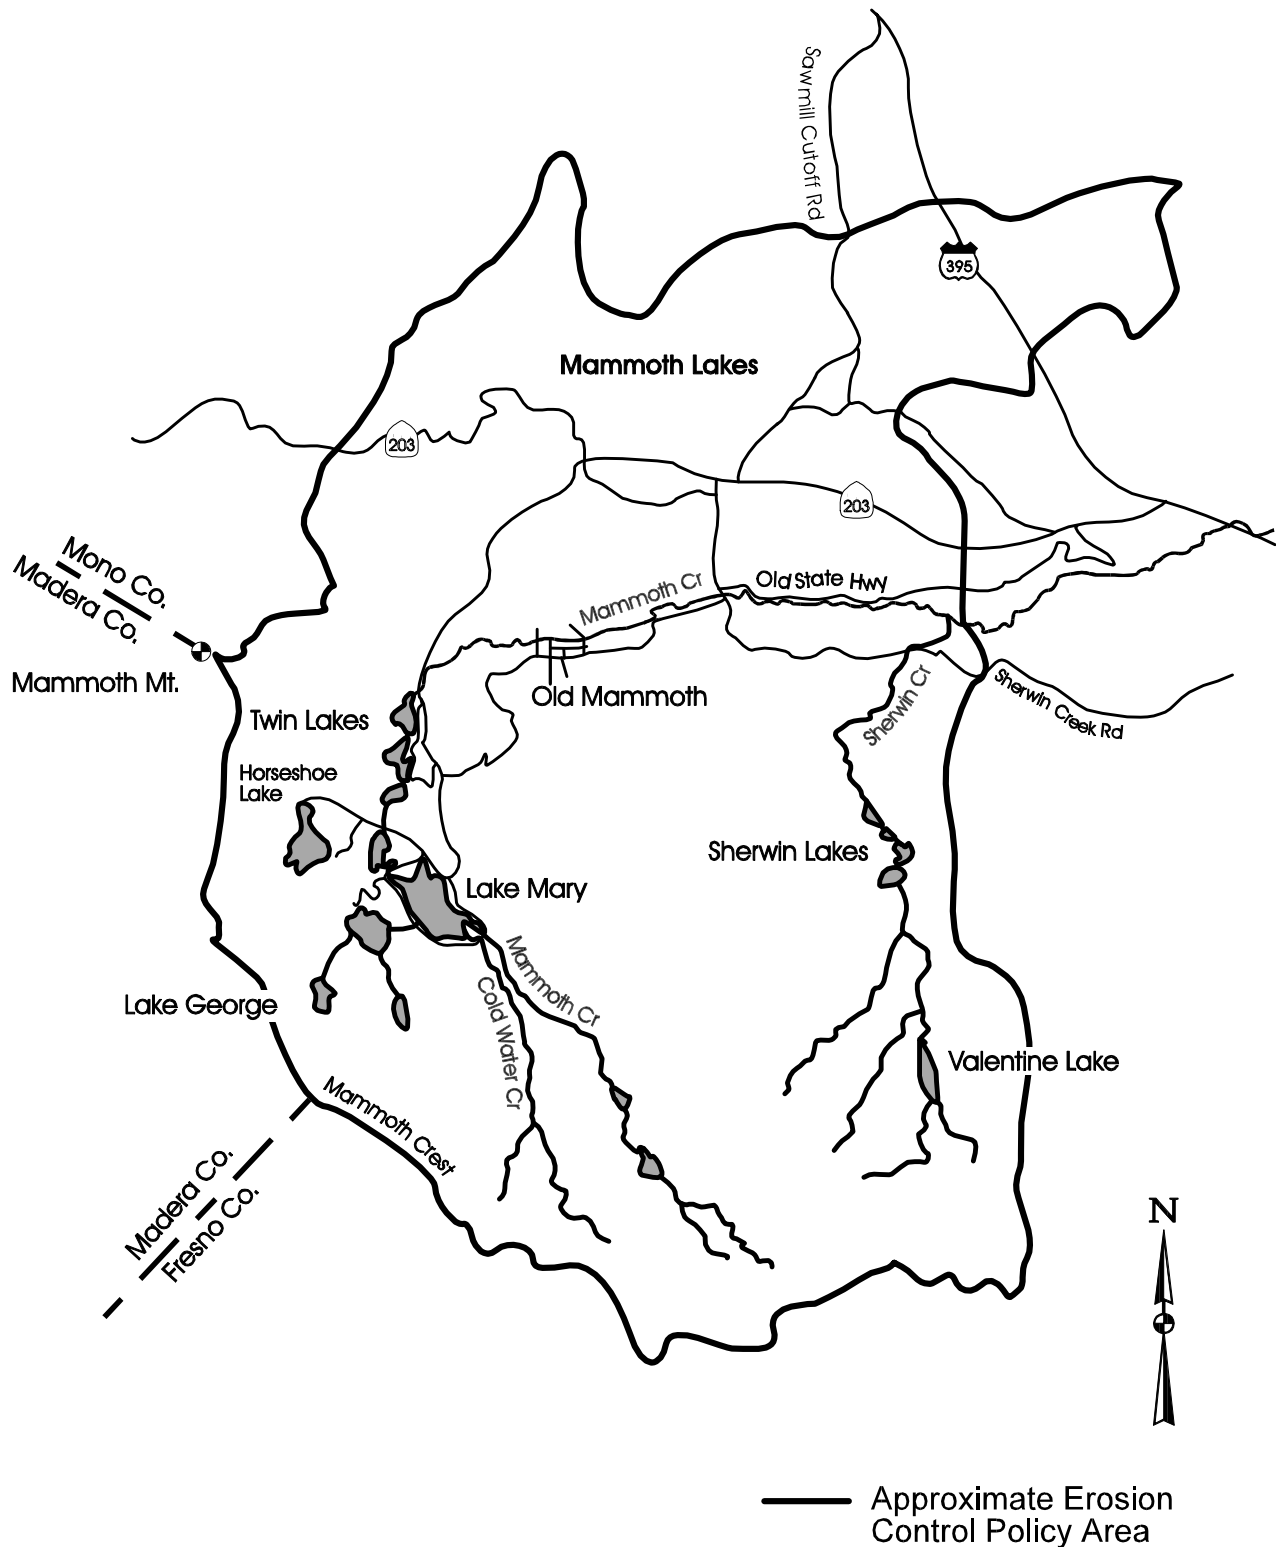 Sawmill Cutoff Rd
395
Mammoth Lakes
203
203
Mono Co.
Madera Co.
Mammoth Cr
Old State Hwy
Mammoth Mt.
Old Mammoth
Sherwin Cr
Sherwin Creek Rd
Twin Lakes
Horseshoe
Lake
Sherwin Lakes
Lake Mary
Mammoth Cr
Cold Water Cr
Lake George
Valentine Lake
Mammoth Crest
Madera Co.
Fresno Co.
N
Approximate Erosion
Control Policy Area